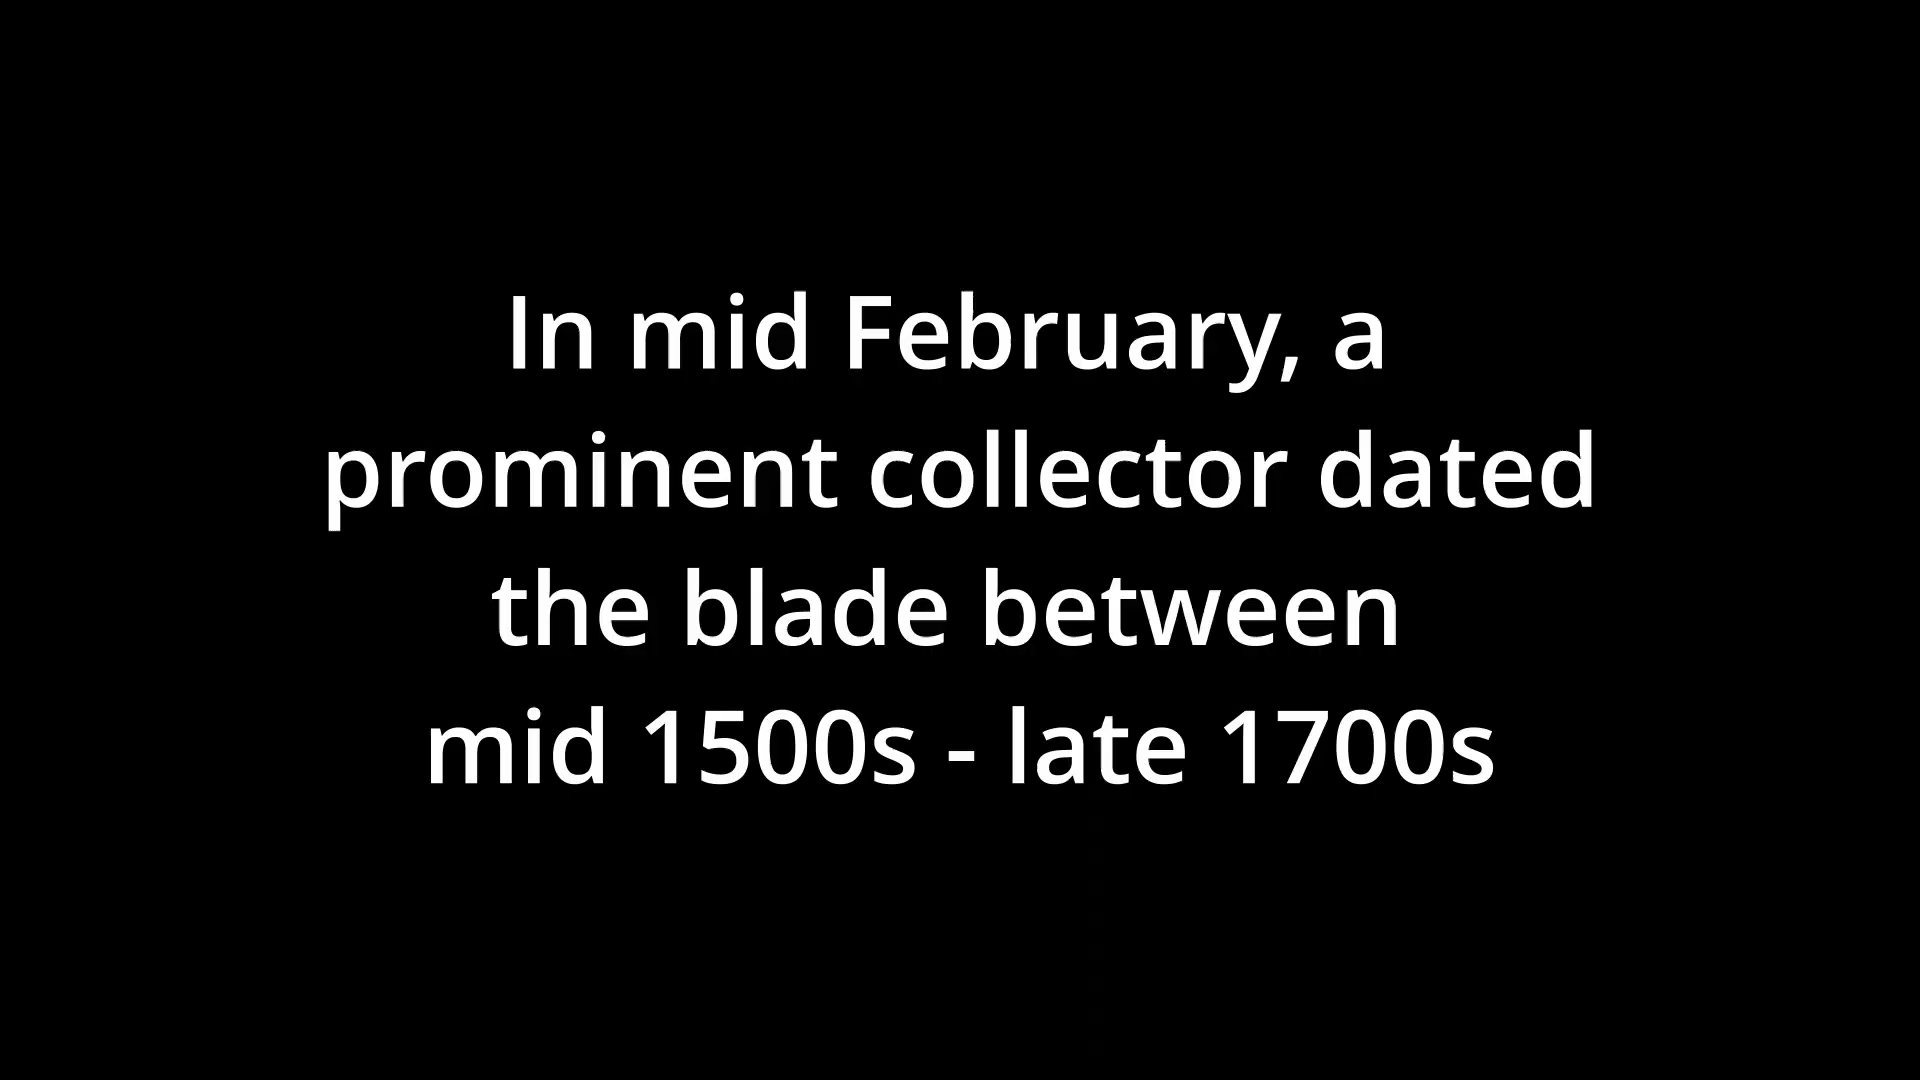 In mid February, a
prominent collector dated
the blade between
mid 1500s - late 1700s